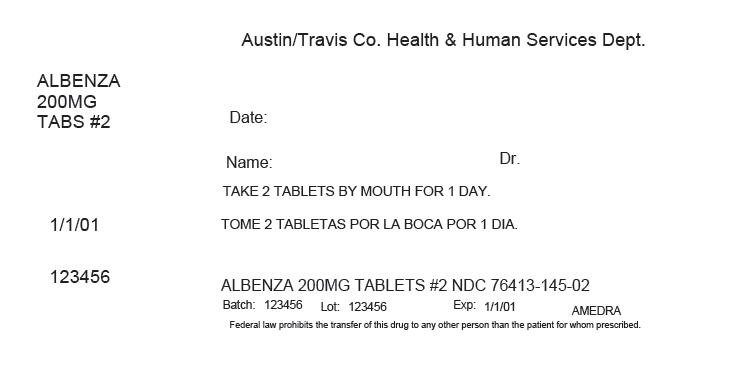 Austin/Travis Co. Health & Human Services Dept.
ALBENZA
200MG
TABS #2
Date:
Name:
Dr.
TAKE 2 TABLETS BY MOUTH FOR 1 DAY.
1/1/01
TOME 2 TABLETAS POR LA BOCA POR 1 DIA.
123456
ALBENZA 200MG TABLETS #2 NDC 76413-145-02
Batch: 123456 Lot: 123456 Exp: 1/1/01 AMEDRA
Federal law prohibits the transfer of this drug to any other person than the patient for whom prescribed.